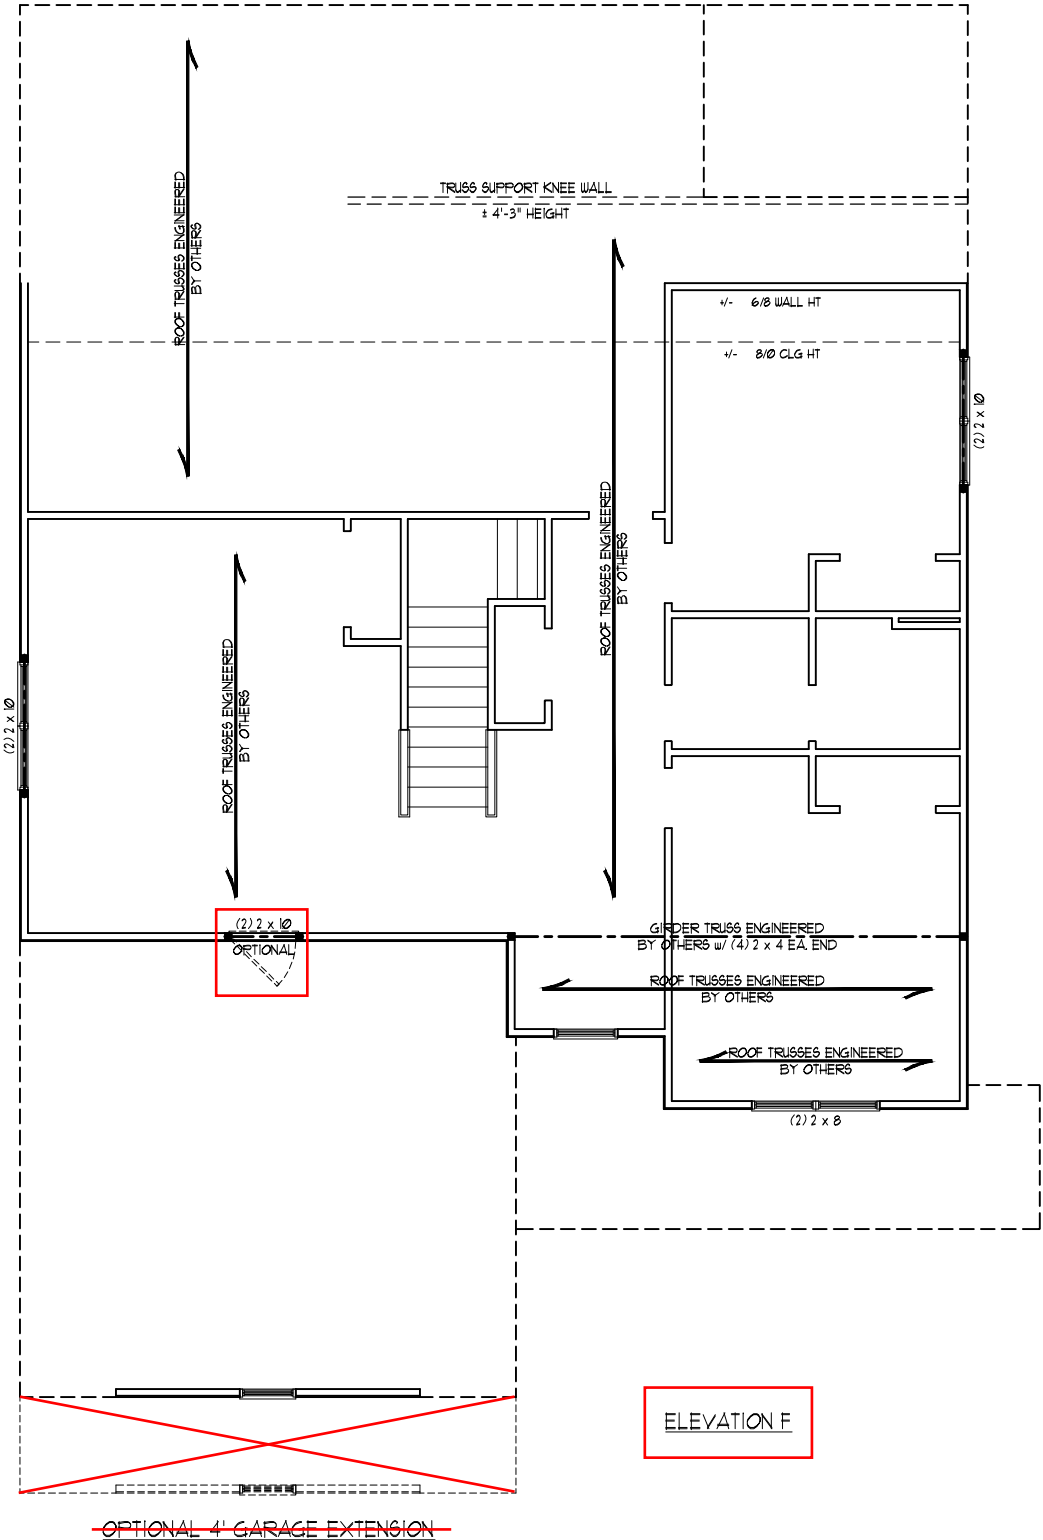 TRUSS SUPPORT KNEE WALL
± 4'-3" HEIGHT
ROOF TRUSSES ENGINEERED
BY OTHERS
+/- 6/8 WALL HT
+/- 8/0 CLG HT
(2) 2 x 10
ROOF TRUSSES ENGINEERED
BY OTHERS
ROOF TRUSSES ENGINEERED
BY OTHERS
(2) 2 x 10
(2) 2 x 10
OPTIONAL
GIRDER TRUSS ENGINEERED
BY OTHERS w/ (4) 2 x 4 EA. END
ROOF TRUSSES ENGINEERED
BY OTHERS
ROOF TRUSSES ENGINEERED
BY OTHERS
(2) 2 x 8
ELEVATION F
OPTIONAL 4' GARAGE EXTENSION